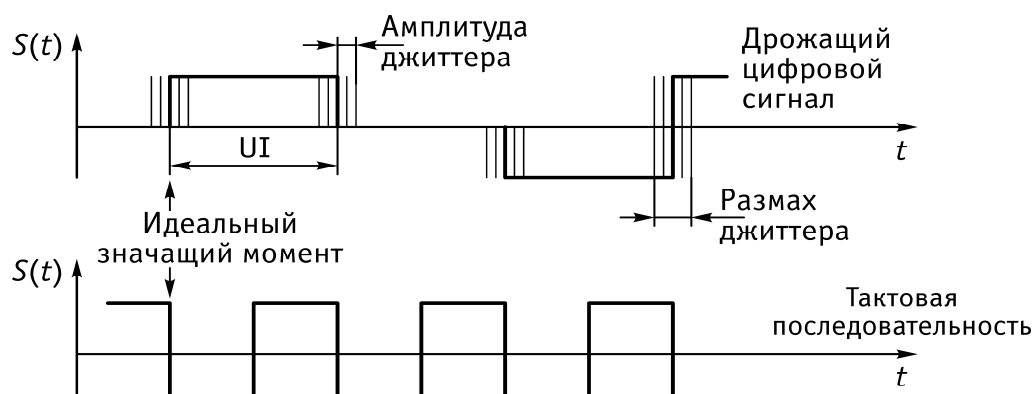 S(t)
Амплитуда
джиттера
Дрожащий
цифровой
сигнал
UI
t
Идеальный
значащий момент
Размах
джиттера
S(t)
Тактовая
последовательность
t